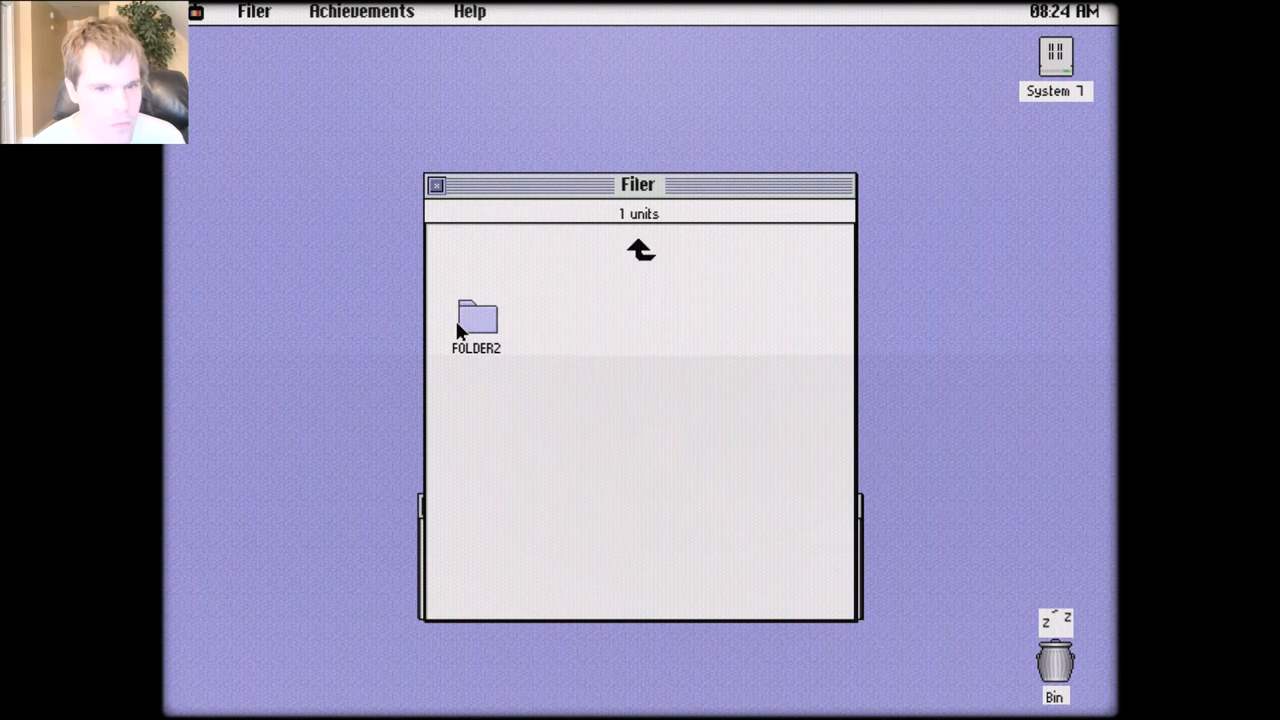 Filer Achievements Help 08:24 AM
System 7
Filer
1 units
FOLDER2
z z
Bin